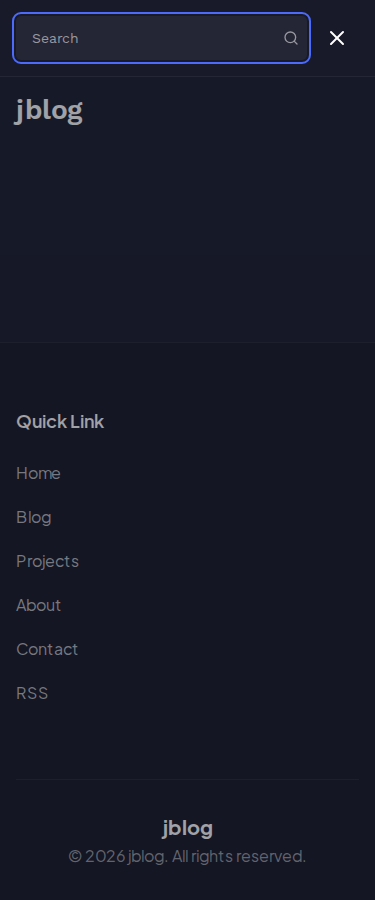 Search
jblog
Quick Link
Home
Blog
Projects
About
Contact
RSS
jblog
© 2026 jblog. All rights reserved.